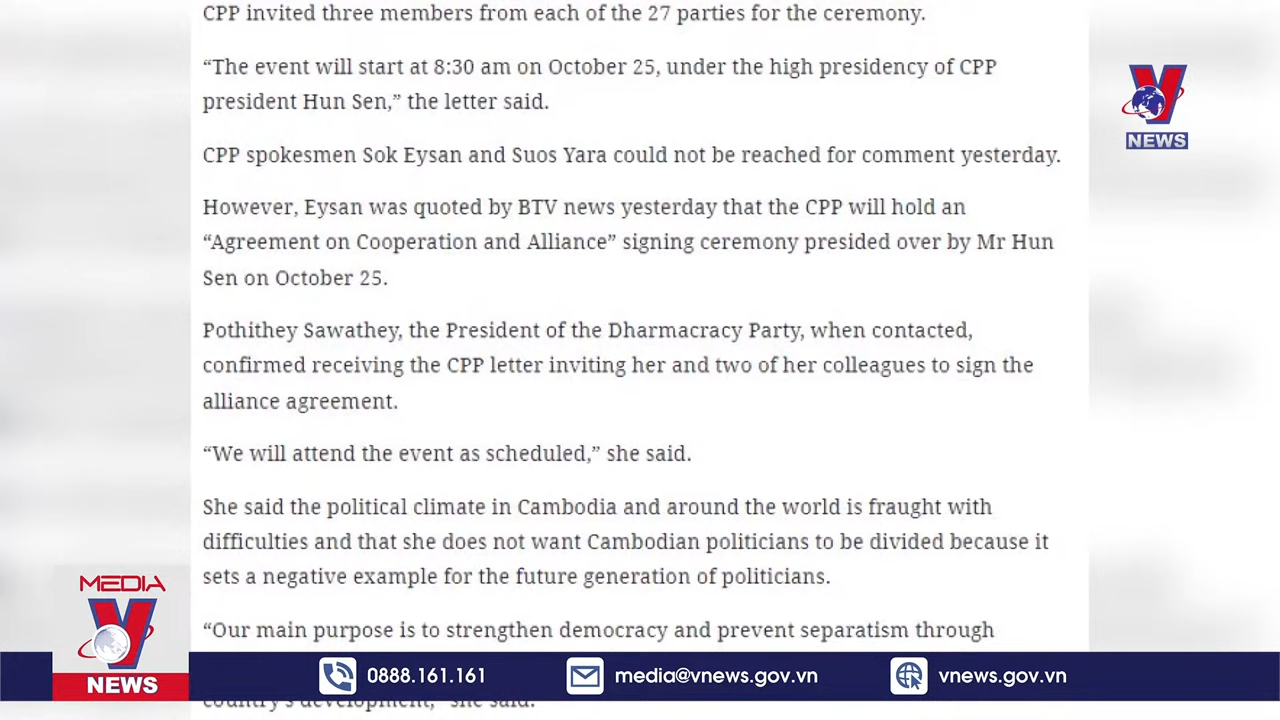 CPP invited three members from each of the 27 parties for the ceremony.
“The event will start at 8:30 am on October 25, under the high presidency of CPP
president Hun Sen,” the letter said.
CPP spokesmen Sok Eysan and Suos Yara could not be reached for comment yesterday.
However, Eysan was quoted by BTV news yesterday that the CPP will hold an
“Agreement on Cooperation and Alliance” signing ceremony presided over by Mr Hun
Sen on October 25.
Pothithey Sawathey, the President of the Dharmacracy Party, when contacted,
confirmed receiving the CPP letter inviting her and two of her colleagues to sign the
alliance agreement.
“We will attend the event as scheduled,” she said.
She said the political climate in Cambodia and around the world is fraught with
difficulties and that she does not want Cambodian politicians to be divided because it
sets a negative example for the future generation of politicians.
“Our main purpose is to strengthen democracy and prevent separatism through
country's development,” she said.
V NEWS
MEDIA
V NEWS
0888.161.161
media@vnews.gov.vn
vnews.gov.vn